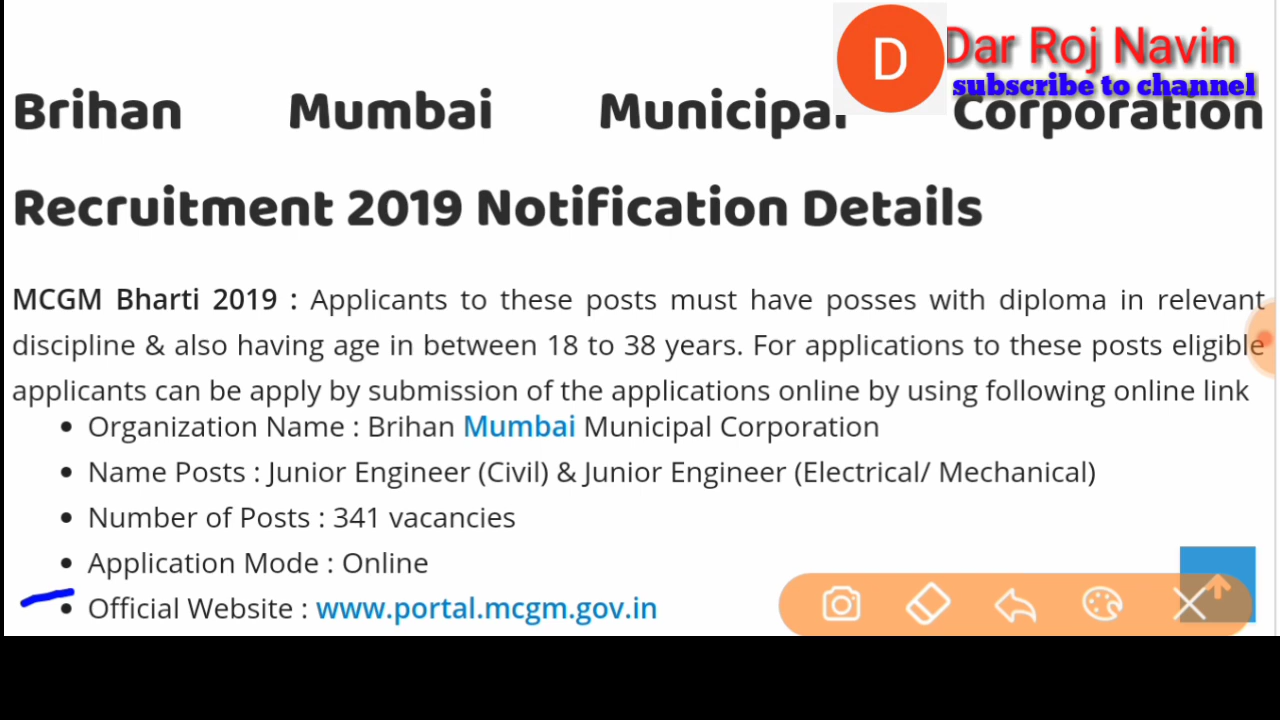 D
Dar Roj Navin
subscribe to channel
Brihan Mumbai Municipal Corporation
Recruitment 2019 Notification Details
MCGM Bharti 2019 : Applicants to these posts must have posses with diploma in relevant
discipline & also having age in between 18 to 38 years. For applications to these posts eligible
applicants can be apply by submission of the applications online by using following online link
• Organization Name : Brihan Mumbai Municipal Corporation
• Name Posts : Junior Engineer (Civil) & Junior Engineer (Electrical/ Mechanical)
• Number of Posts : 341 vacancies
• Application Mode : Online
• Official Website : www.portal.mcgm.gov.in